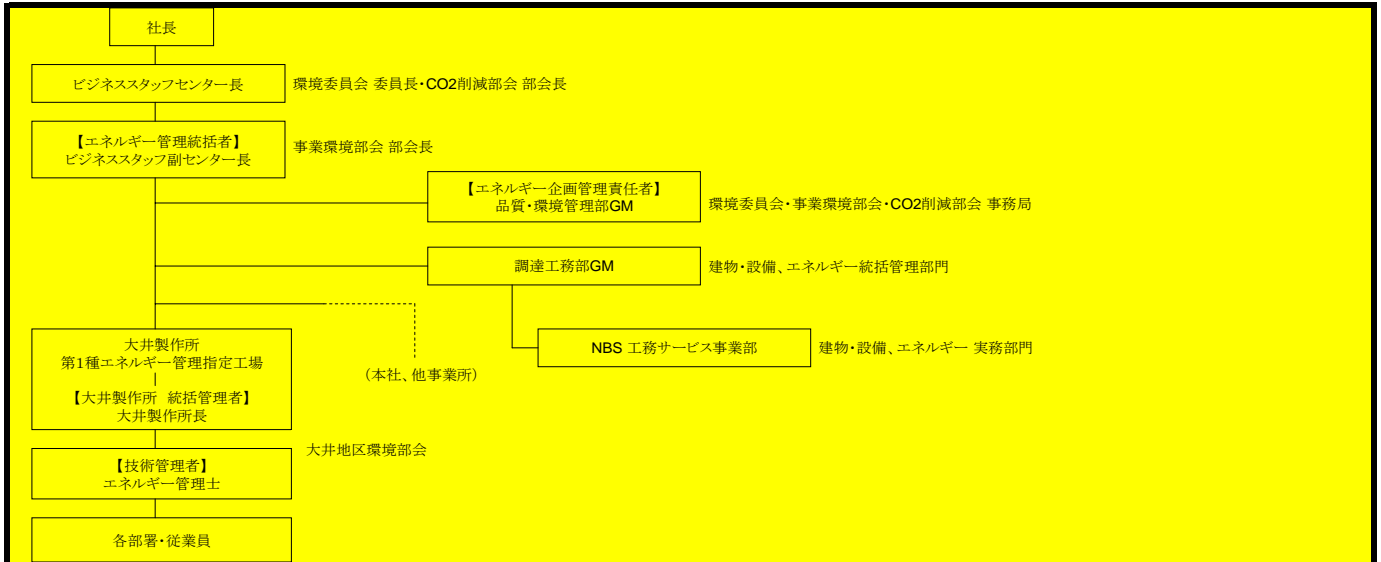 社長
ビジネススタッフセンター長
環境委員会 委員長・CO2削減部会 部会長
【エネルギー管理統括者】
ビジネススタッフ副センター長
事業環境部会 部会長
【エネルギー企画管理責任者】
品質・環境管理部GM
環境委員会・事業環境部会・CO2削減部会 事務局
調達工務部GM
建物・設備、エネルギー統括管理部門
NBS 工務サービス事業部
建物・設備、エネルギー 実務部門
(本社、他事業所)
大井製作所
第1種エネルギー管理指定工場
【大井製作所 統括管理者】
大井製作所長
大井地区環境部会
【技術管理者】
エネルギー管理士
各部署・従業員